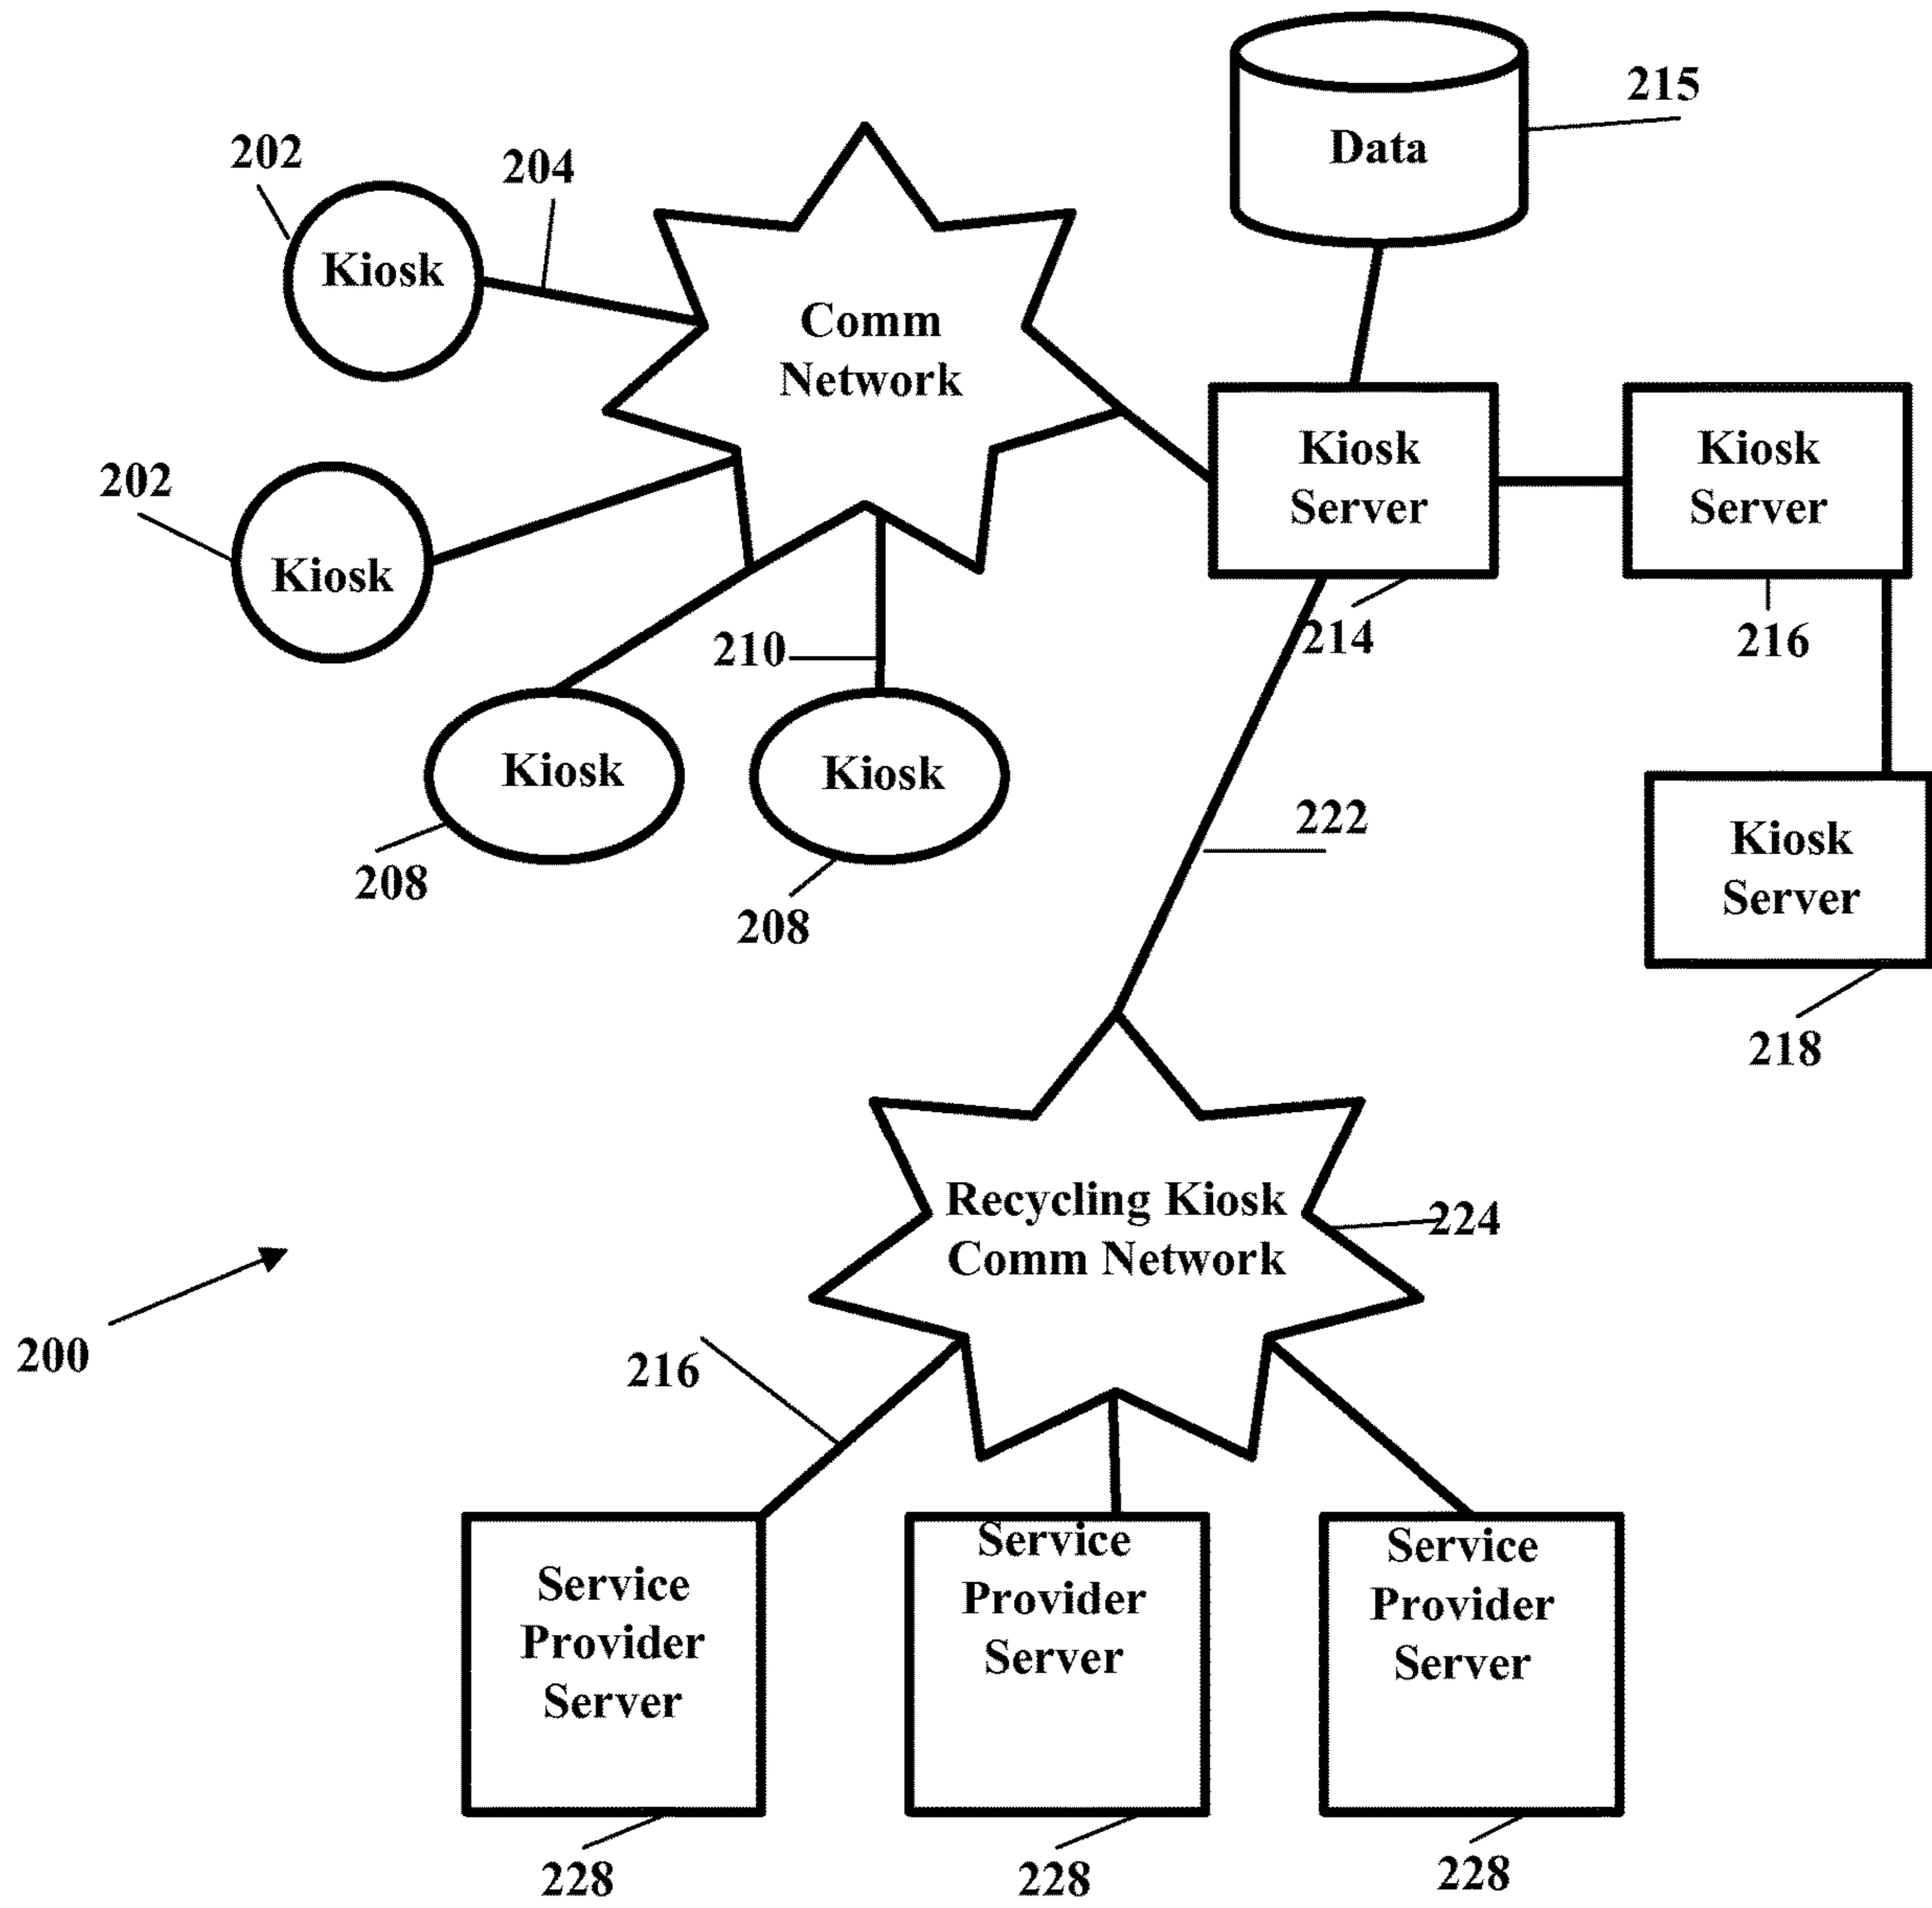 215
Data
202
204
Kiosk
Comm
Network
Kiosk
Server
Kiosk
Server
202
Kiosk
210
214
216
Kiosk
Kiosk
222
Kiosk
Server
208
208
218
Recycling Kiosk
Comm Network
224
200
216
Service
Provider
Server
Service
Provider
Server
Service
Provider
Server
228
228
228